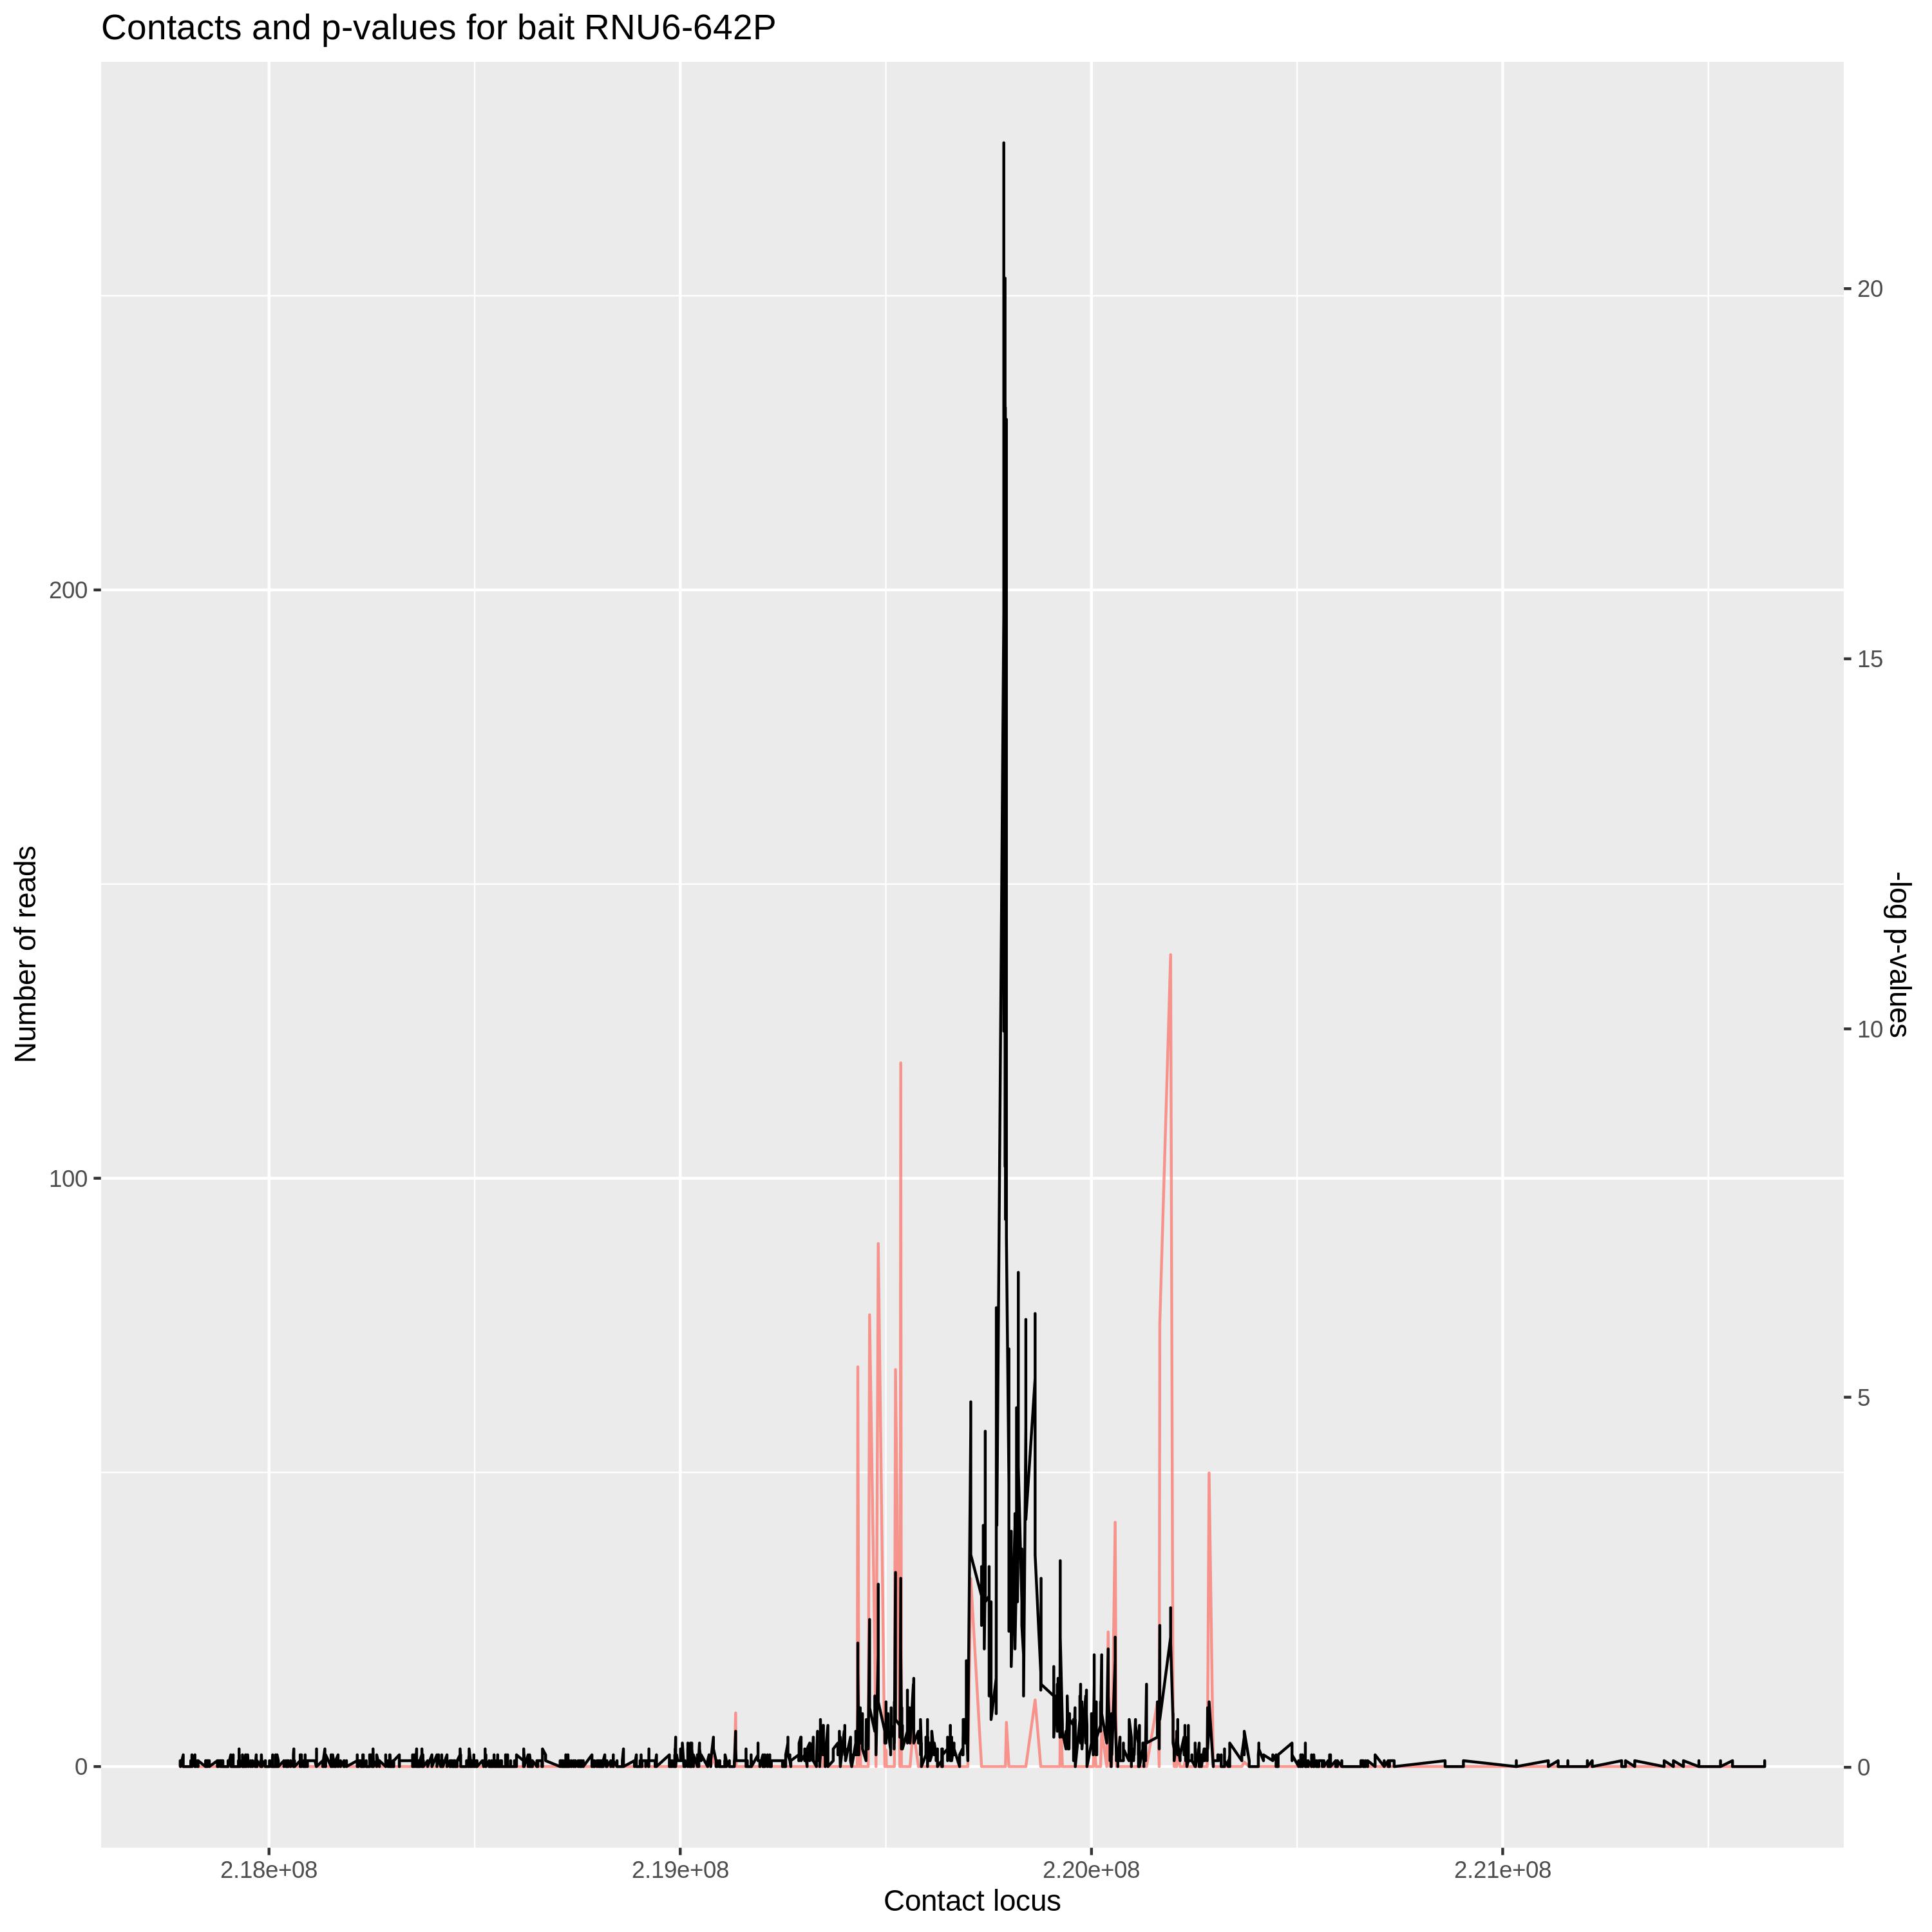 Contacts and p-values for bait RNU6-642P
Number of reads
200
100
0
20
15
10
5
0
-log p-values
2.18e+08
2.19e+08
2.20e+08
2.21e+08
Contact locus